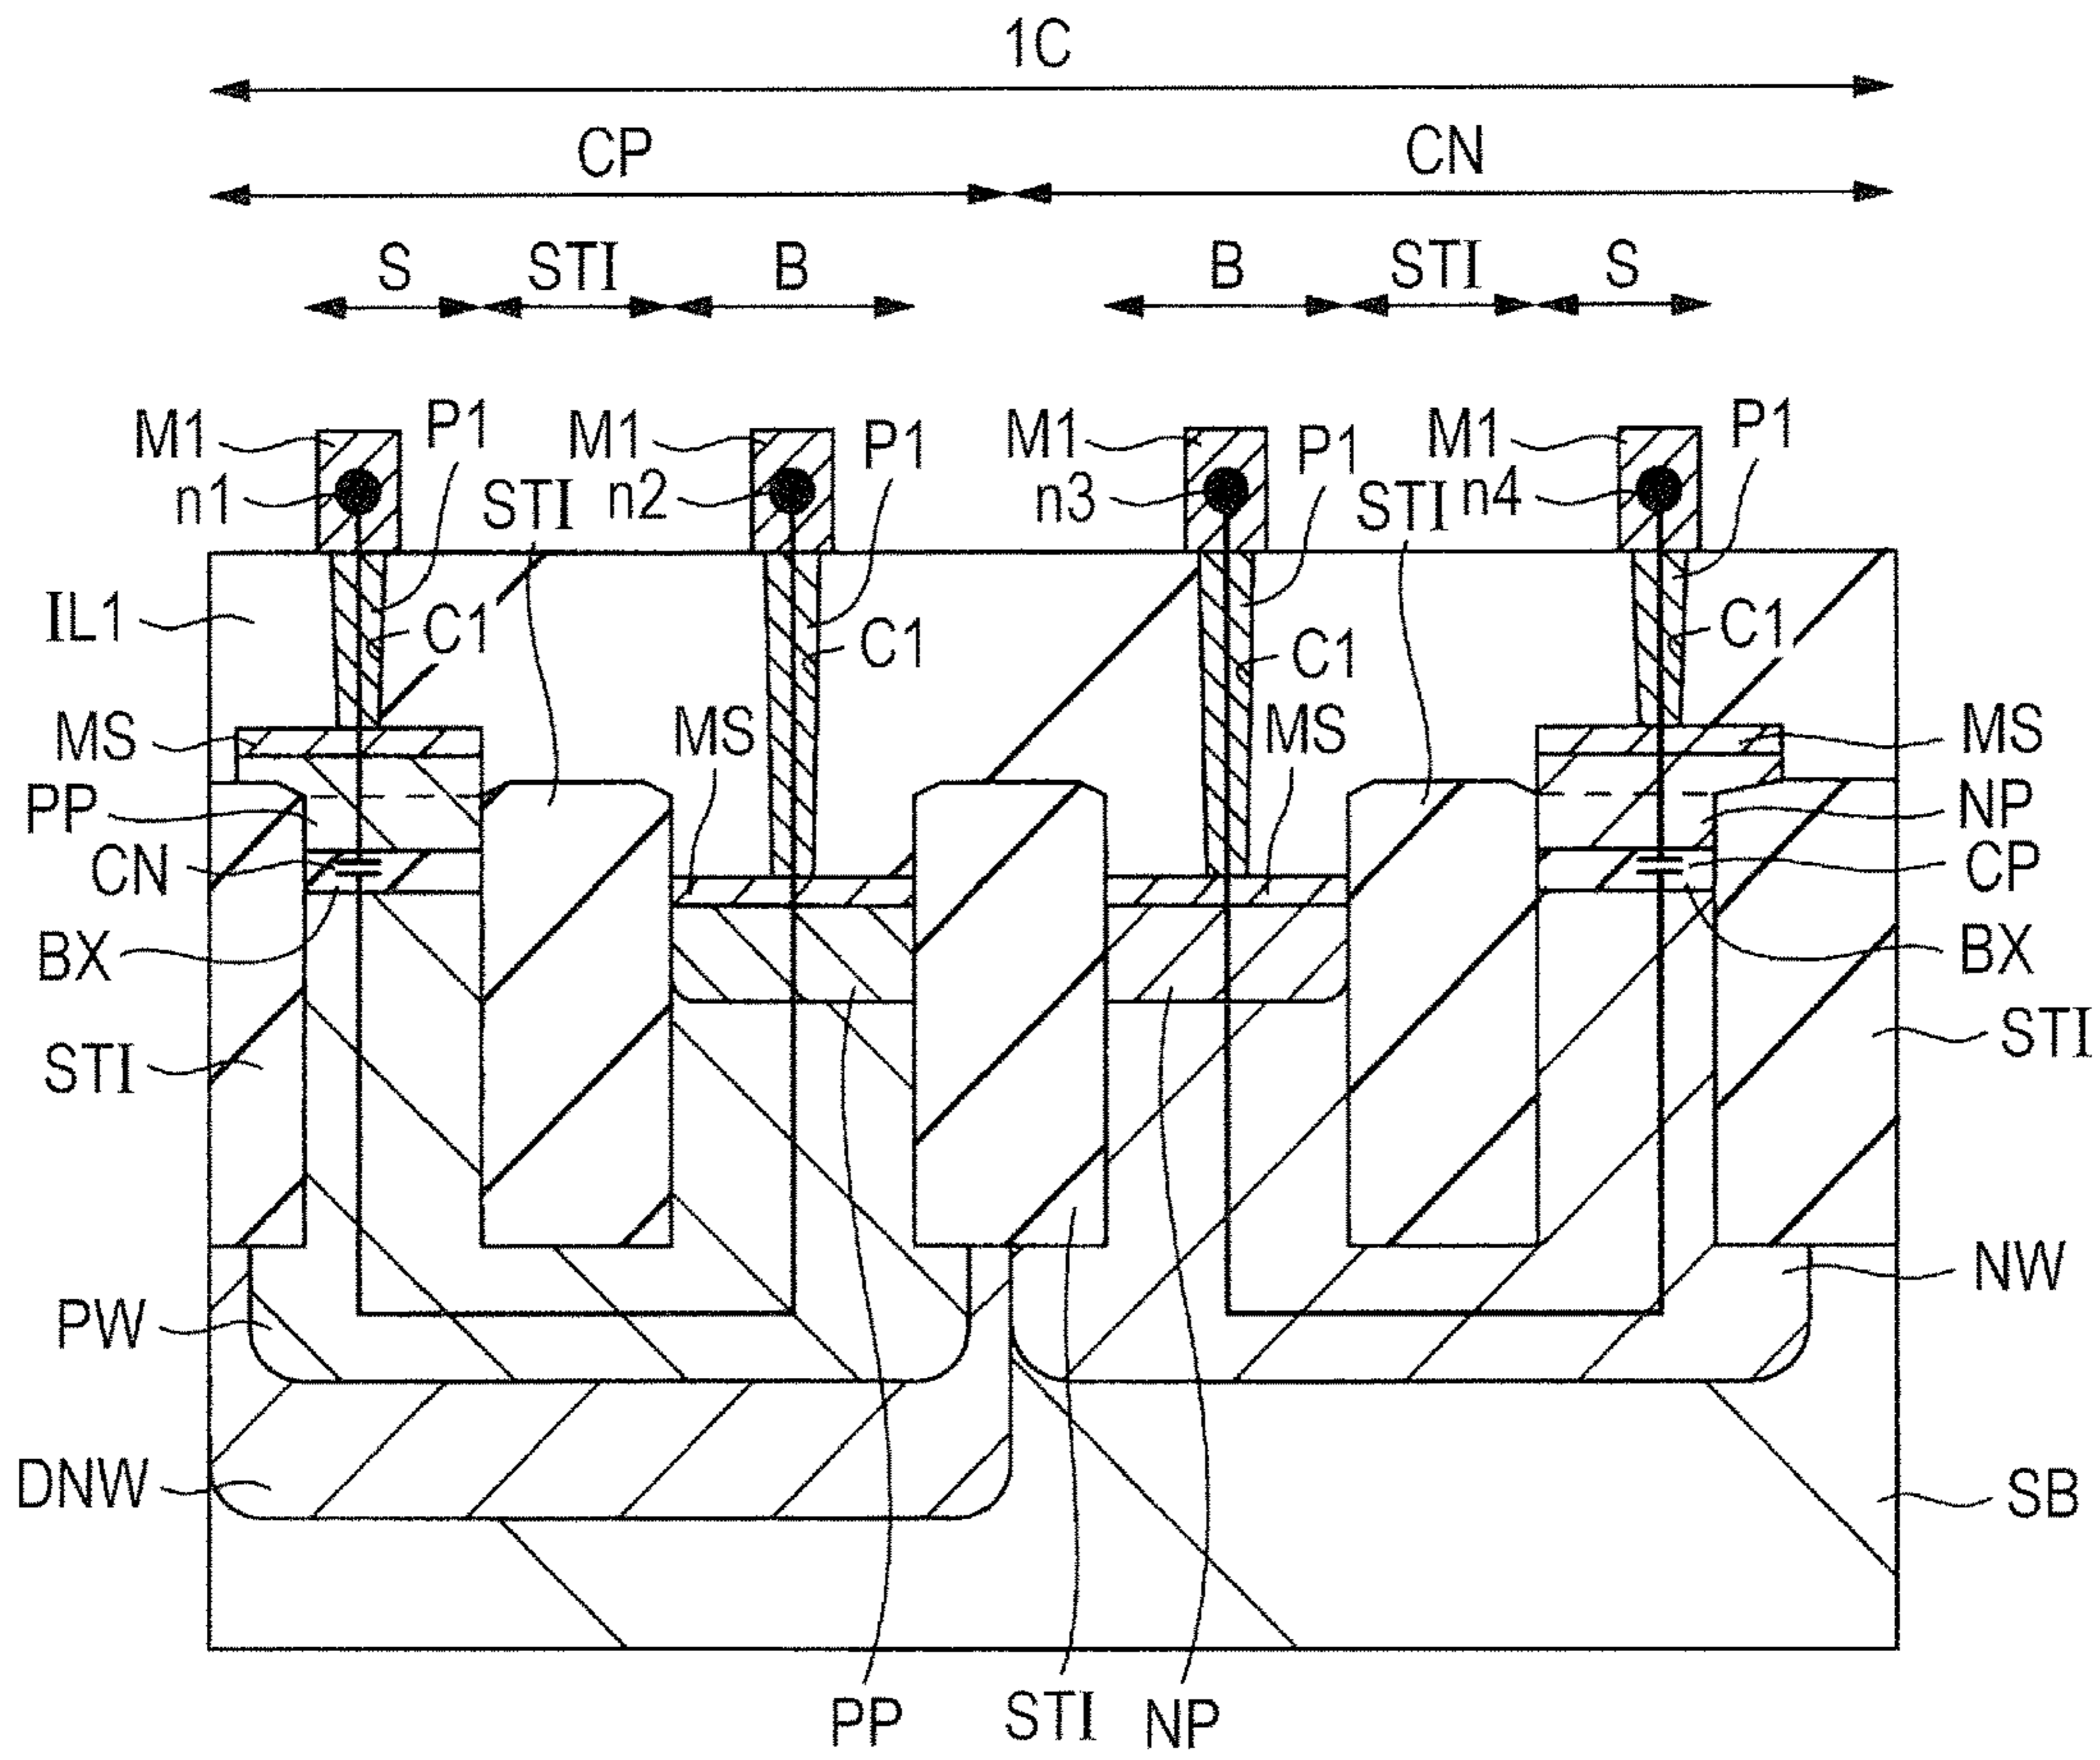 1C
CP CN
S STI B B STI S
M1 P1 M1 P1 M1 P1 M1 P1
n1 STI n2 n3 STI n4
IL1 C1 C1 C1 C1
MS MS MS MS
PP NP
CN CP
BX BX
STI STI
PW NW
DNW SB
PP STI NP